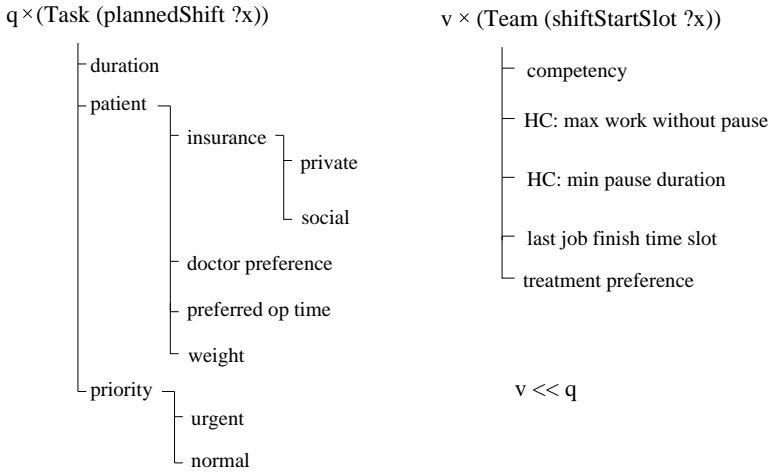 q × (Task (plannedShift ?x))
duration
patient
insurance
private
social
doctor preference
preferred op time
weight
priority
urgent
normal
v × (Team (shiftStartSlot ?x))
competency
HC: max work without pause
HC: min pause duration
last job finish time slot
treatment preference
v << q